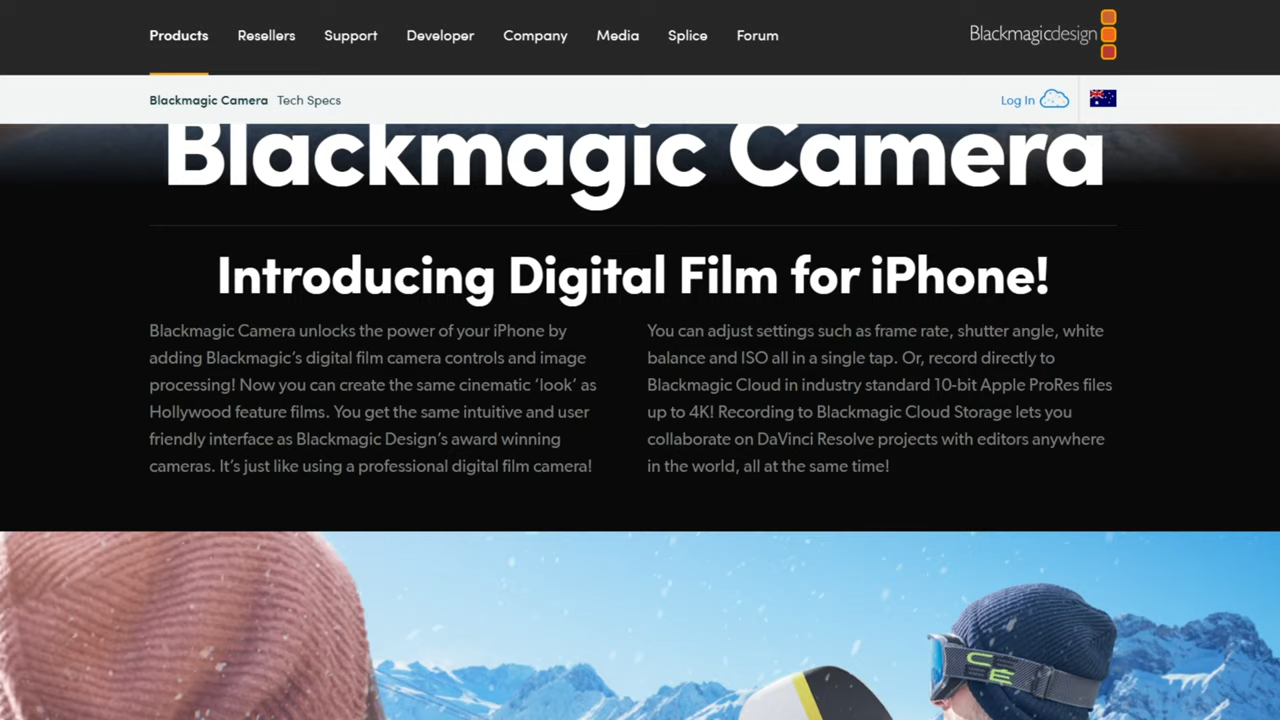 Products Resellers Support Developer Company Media Splice Forum
Blackmagicdesign
Blackmagic Camera Tech Specs
Log In
Blackmagic Camera
Introducing Digital Film for iPhone!
Blackmagic Camera unlocks the power of your iPhone by
adding Blackmagic’s digital film camera controls and image
processing! Now you can create the same cinematic ‘look’ as
Hollywood feature films. You get the same intuitive and user
friendly interface as Blackmagic Design’s award winning
cameras. It’s just like using a professional digital film camera!
You can adjust settings such as frame rate, shutter angle, white
balance and ISO all in a single tap. Or, record directly to
Blackmagic Cloud in industry standard 10-bit Apple ProRes files
up to 4K! Recording to Blackmagic Cloud Storage lets you
collaborate on DaVinci Resolve projects with editors anywhere
in the world, all at the same time!